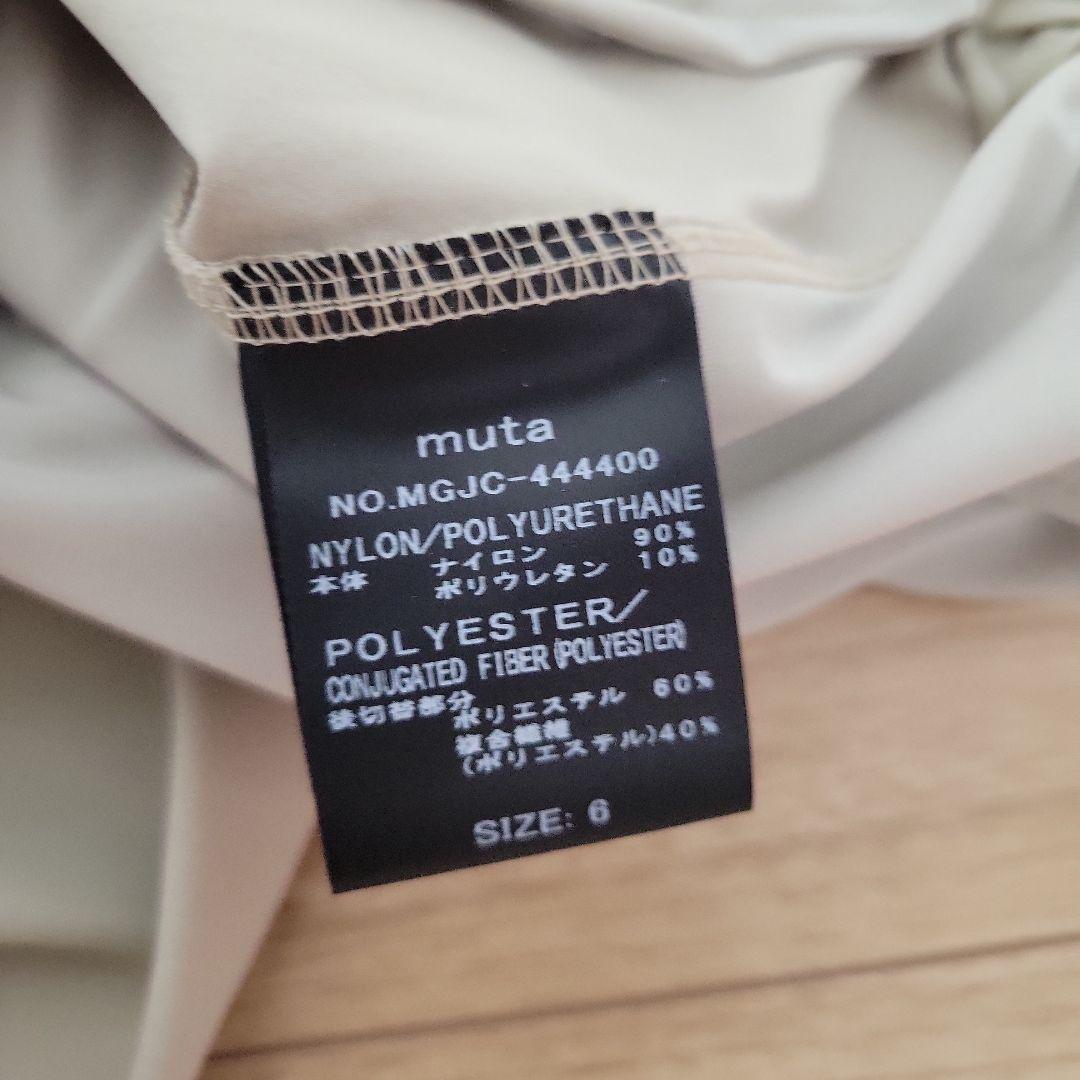 muta
NO.MGJC-444400
NYLON/POLYURETHANE
本体 ナイロン 90%
ポリウレタン 10%
POLYESTER/
CONJUGATED FIBER(POLYESTER)
後切替部分
ポリエステル 60%
複合繊維
(ポリエステル)40%
SIZE: 6